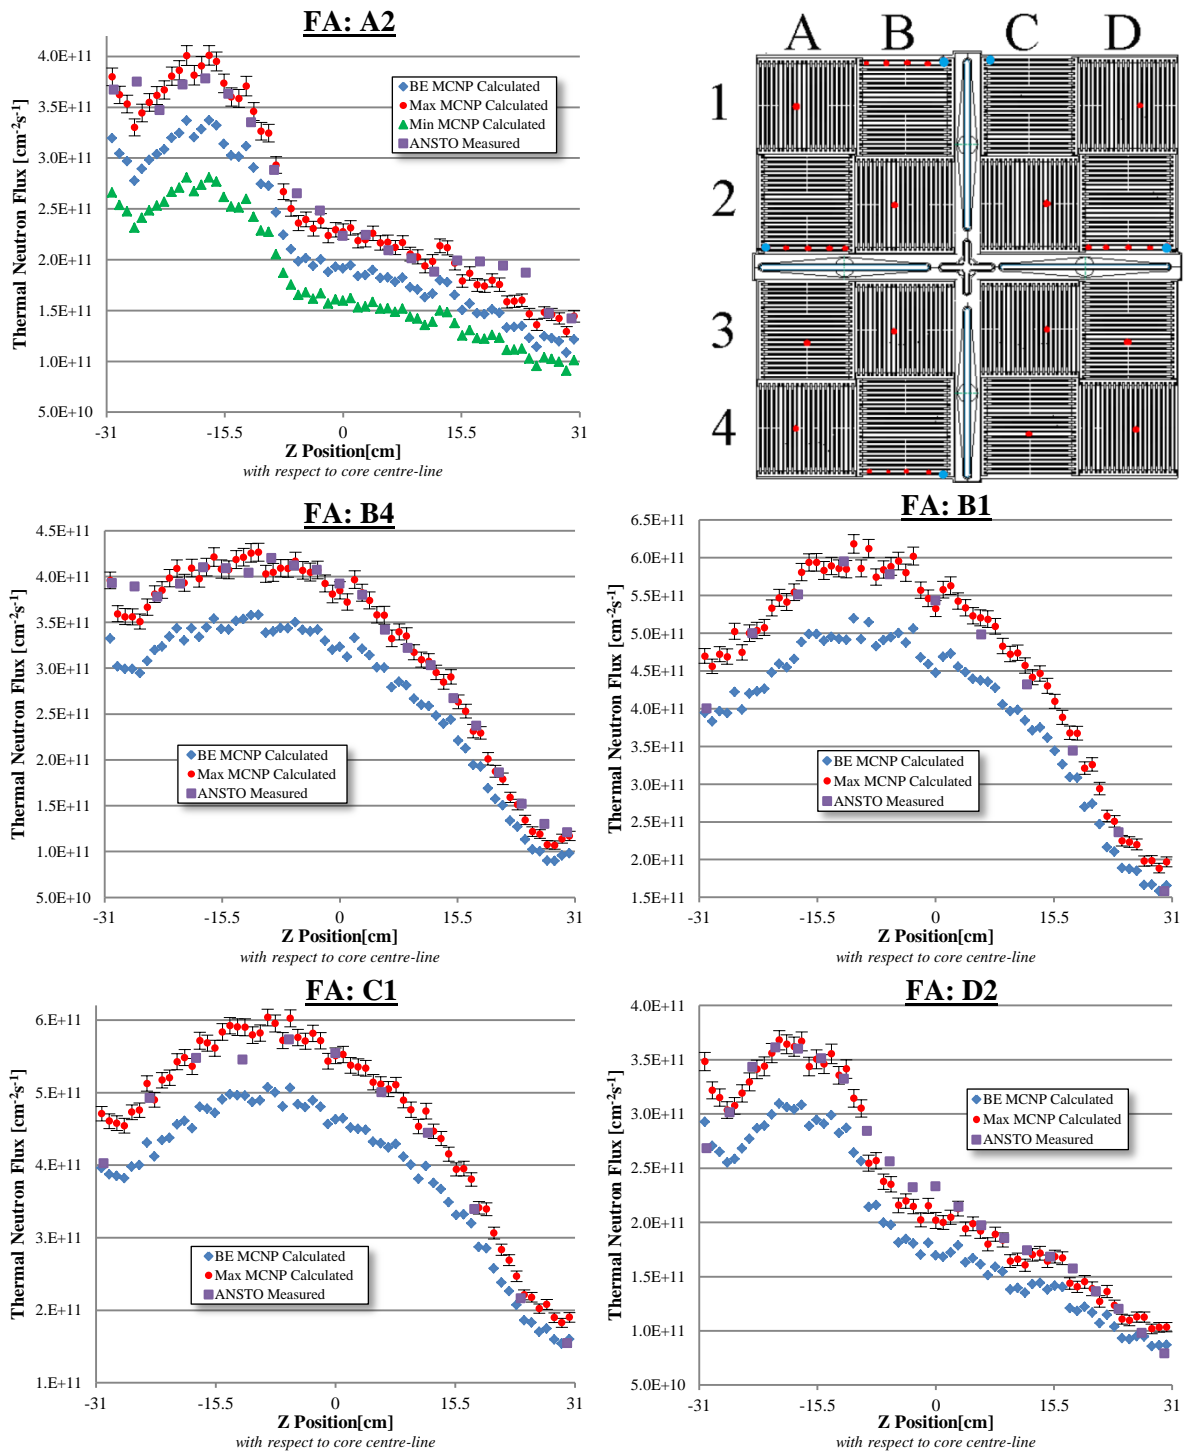 FA: A2
Thermal Neutron Flux [cm⁻²s⁻¹]
4.0E+11
3.5E+11
3.0E+11
2.5E+11
2.0E+11
1.5E+11
1.0E+11
5.0E+10
BE MCNP Calculated
Max MCNP Calculated
Min MCNP Calculated
ANSTO Measured
-31 -15.5 0 15.5 31
Z Position[cm]
with respect to core centre-line
A B C D
1
2
3
4
FA: B4
Thermal Neutron Flux [cm⁻²s⁻¹]
4.5E+11
4.0E+11
3.5E+11
3.0E+11
2.5E+11
2.0E+11
1.5E+11
1.0E+11
5.0E+10
BE MCNP Calculated
Max MCNP Calculated
ANSTO Measured
-31 -15.5 0 15.5 31
Z Position[cm]
with respect to core centre-line
FA: B1
Thermal Neutron Flux [cm⁻²s⁻¹]
6.5E+11
6.0E+11
5.5E+11
5.0E+11
4.5E+11
4.0E+11
3.5E+11
3.0E+11
2.5E+11
2.0E+11
1.5E+11
BE MCNP Calculated
Max MCNP Calculated
ANSTO Measured
-31 -15.5 0 15.5 31
Z Position[cm]
with respect to core centre-line
FA: C1
Thermal Neutron Flux [cm⁻²s⁻¹]
6.E+11
5.E+11
4.E+11
3.E+11
2.E+11
1.E+11
BE MCNP Calculated
Max MCNP Calculated
ANSTO Measured
-31 -15.5 0 15.5 31
Z Position[cm]
with respect to core centre-line
FA: D2
Thermal Neutron Flux [cm⁻²s⁻¹]
4.0E+11
3.5E+11
3.0E+11
2.5E+11
2.0E+11
1.5E+11
1.0E+11
5.0E+10
BE MCNP Calculated
Max MCNP Calculated
ANSTO Measured
-31 -15.5 0 15.5 31
Z Position[cm]
with respect to core centre-line